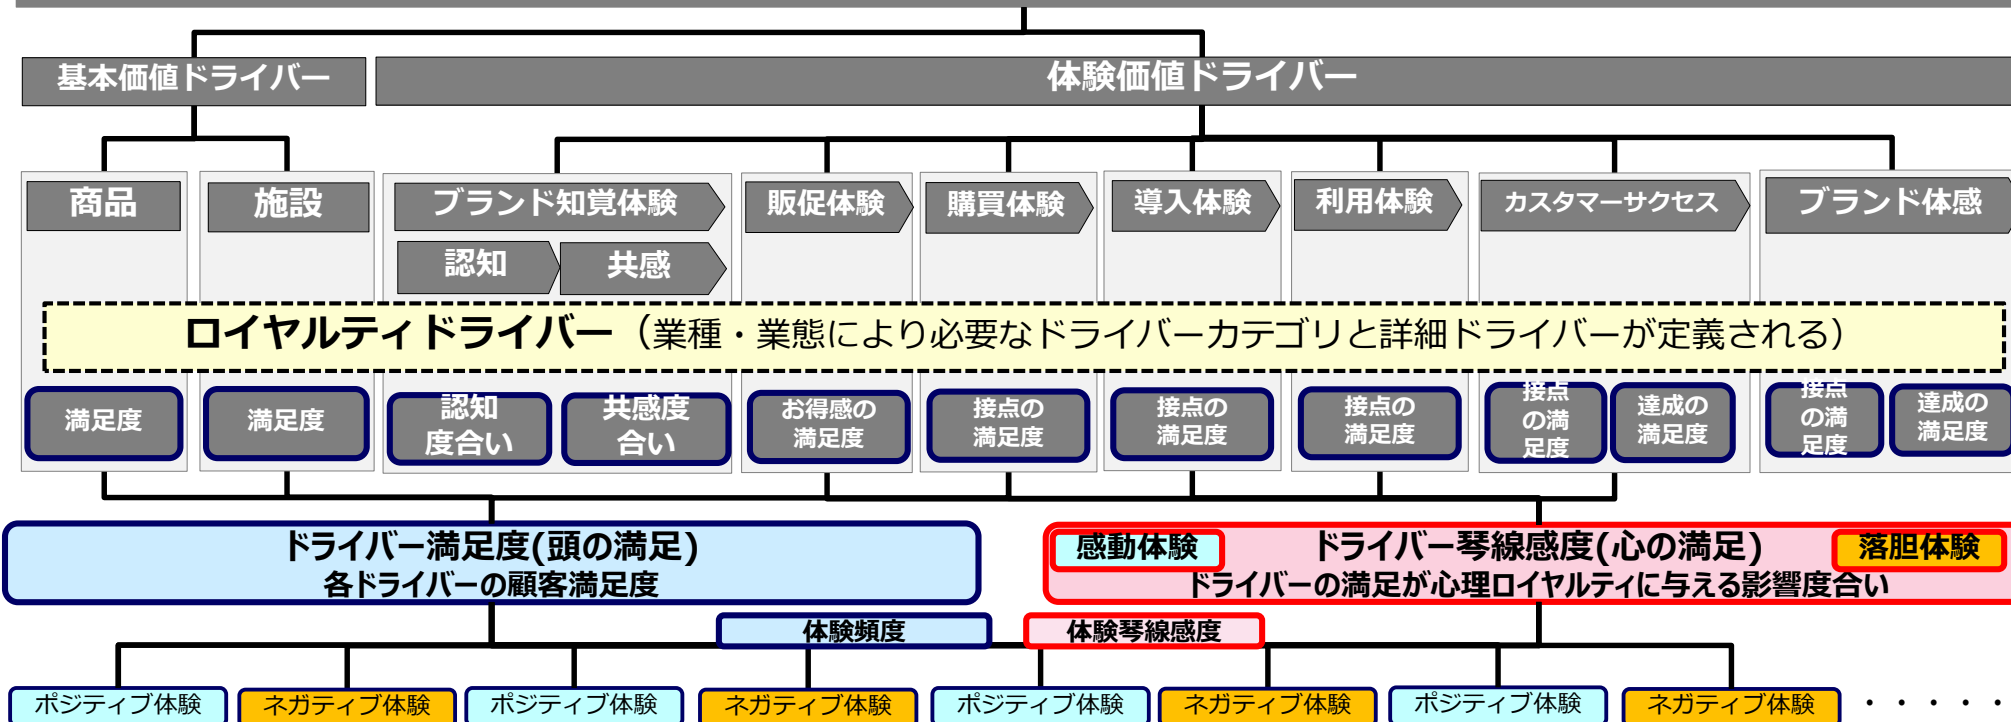 基本価値ドライバー
体験価値ドライバー
商品
施設
ブランド知覚体験
販促体験
購買体験
導入体験
利用体験
カスタマーサクセス
ブランド体感
認知
共感
ロイヤルティドライバー（業種・業態により必要なドライバーカテゴリと詳細ドライバーが定義される）
満足度
満足度
認知
度合い
共感度
合い
お得感の
満足度
接点の
満足度
接点の
満足度
接点の
満足度
接点
の満
足度
達成の
満足度
接点
の満
足度
達成の
満足度
ドライバー満足度(頭の満足)
各ドライバーの顧客満足度
感動体験
ドライバー琴線感度(心の満足)
落胆体験
ドライバーの満足が心理ロイヤルティに与える影響度合い
体験頻度
体験琴線感度
ポジティブ体験
ネガティブ体験
ポジティブ体験
ネガティブ体験
ポジティブ体験
ネガティブ体験
ポジティブ体験
ネガティブ体験
・・・・・